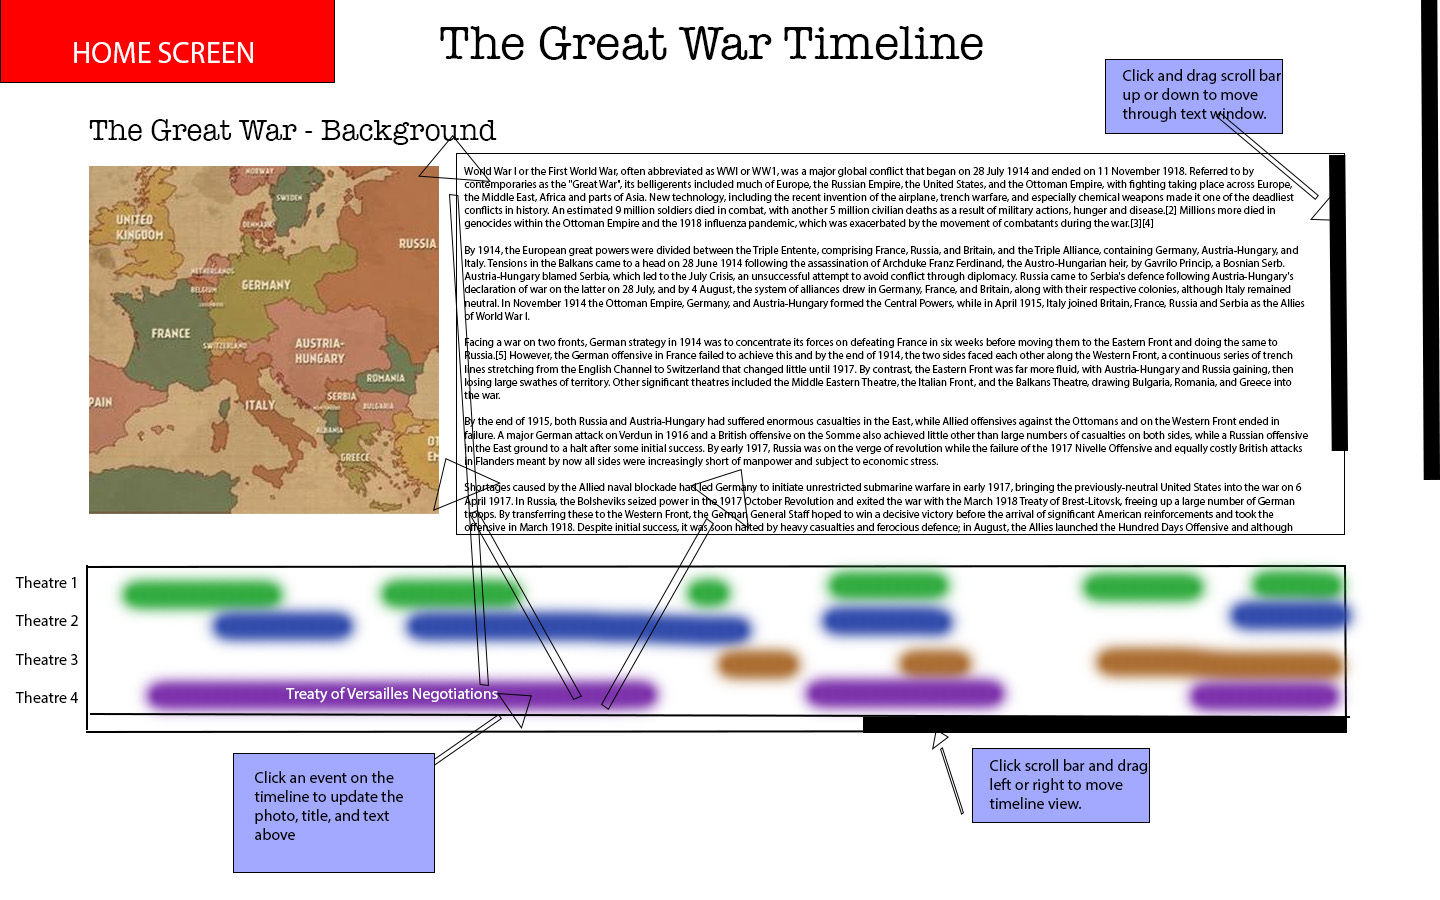 HOME SCREEN
The Great War Timeline
Click and drag scroll bar
up or down to move
through text window.
The Great War - Background
NORWAY
SWEDEN
UNITED
KINGDOM
DENMARK
RUSSIA
NETHERLANDS
BELGIUM
GERMANY
FRANCE
SWITZERLAND
AUSTRIA-
HUNGARY
ROMANIA
PAIN
ITALY
SERBIA
BULGARIA
ALBANIA
GREECE
OT
EM
World War I or the First World War, often abbreviated as WWI or WW1, was a major global conflict that began on 28 July 1914 and ended on 11 November 1918. Referred to by
contemporaries as the "Great War", its belligerents included much of Europe, the Russian Empire, the United States, and the Ottoman Empire, with fighting taking place across Europe,
the Middle East, Africa and parts of Asia. New technology, including the recent invention of the airplane, trench warfare, and especially chemical weapons made it one of the deadliest
conflicts in history. An estimated 9 million soldiers died in combat, with another 5 million civilian deaths as a result of military actions, hunger and disease.[2] Millions more died in
genocides within the Ottoman Empire and the 1918 influenza pandemic, which was exacerbated by the movement of combatants during the war.[3][4]
By 1914, the European great powers were divided between the Triple Entente, comprising France, Russia, and Britain, and the Triple Alliance, containing Germany, Austria-Hungary, and
Italy. Tensions in the Balkans came to a head on 28 June 1914 following the assassination of Archduke Franz Ferdinand, the Austro-Hungarian heir, by Gavrilo Princip, a Bosnian Serb.
Austria-Hungary blamed Serbia, which led to the July Crisis, an unsuccessful attempt to avoid conflict through diplomacy. Russia came to Serbia's defence following Austria-Hungary's
declaration of war on the latter on 28 July, and by 4 August, the system of alliances drew in Germany, France, and Britain, along with their respective colonies, although Italy remained
neutral. In November 1914 the Ottoman Empire, Germany, and Austria-Hungary formed the Central Powers, while in April 1915, Italy joined Britain, France, Russia and Serbia as the Allies
of World War I.
Facing a war on two fronts, German strategy in 1914 was to concentrate its forces on defeating France in six weeks before moving them to the Eastern Front and doing the same to
Russia.[5] However, the German offensive in France failed to achieve this and by the end of 1914, the two sides faced each other along the Western Front, a continuous series of trench
lines stretching from the English Channel to Switzerland that changed little until 1917. By contrast, the Eastern Front was far more fluid, with Austria-Hungary and Russia gaining, then
losing large swathes of territory. Other significant theatres included the Middle Eastern Theatre, the Italian Front, and the Balkans Theatre, drawing Bulgaria, Romania, and Greece into
the war.
By the end of 1915, both Russia and Austria-Hungary had suffered enormous casualties in the East, while Allied offensives against the Ottomans and on the Western Front ended in
failure. A major German attack on Verdun in 1916 and a British offensive on the Somme also achieved little other than large numbers of casualties on both sides, while a Russian offensive
in the East ground to a halt after some initial success. By early 1917, Russia was on the verge of revolution while the failure of the 1917 Nivelle Offensive and equally costly British attacks
in Flanders meant by now all sides were increasingly short of manpower and subject to economic stress.
Shortages caused by the Allied naval blockade had led Germany to initiate unrestricted submarine warfare in early 1917, bringing the previously-neutral United States into the war on 6
April 1917. In Russia, the Bolsheviks seized power in the 1917 October Revolution and exited the war with the March 1918 Treaty of Brest-Litovsk, freeing up a large number of German
troops. By transferring these to the Western Front, the German General Staff hoped to win a decisive victory before the arrival of significant American reinforcements and took the
offensive in March 1918. Despite initial success, it was soon halted by heavy casualties and ferocious defence; in August, the Allies launched the Hundred Days Offensive and although
Theatre 1
Theatre 2
Theatre 3
Theatre 4
Treaty of Versailles Negotiations
Click an event on the
timeline to update the
photo, title, and text
above
Click scroll bar and drag
left or right to move
timeline view.